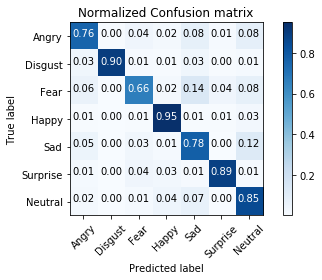 Normalized Confusion matrix
True label
Angry 0.76 0.00 0.04 0.02 0.08 0.01 0.08
Disgust 0.03 0.90 0.01 0.01 0.03 0.00 0.01
Fear 0.06 0.00 0.66 0.02 0.14 0.04 0.08
Happy 0.01 0.00 0.01 0.95 0.01 0.01 0.03
Sad 0.05 0.00 0.03 0.01 0.78 0.00 0.12
Surprise 0.01 0.00 0.04 0.03 0.01 0.89 0.01
Neutral 0.02 0.00 0.01 0.04 0.07 0.00 0.85
Angry Disgust Fear Happy Sad Surprise Neutral
Predicted label
0.8
0.6
0.4
0.2